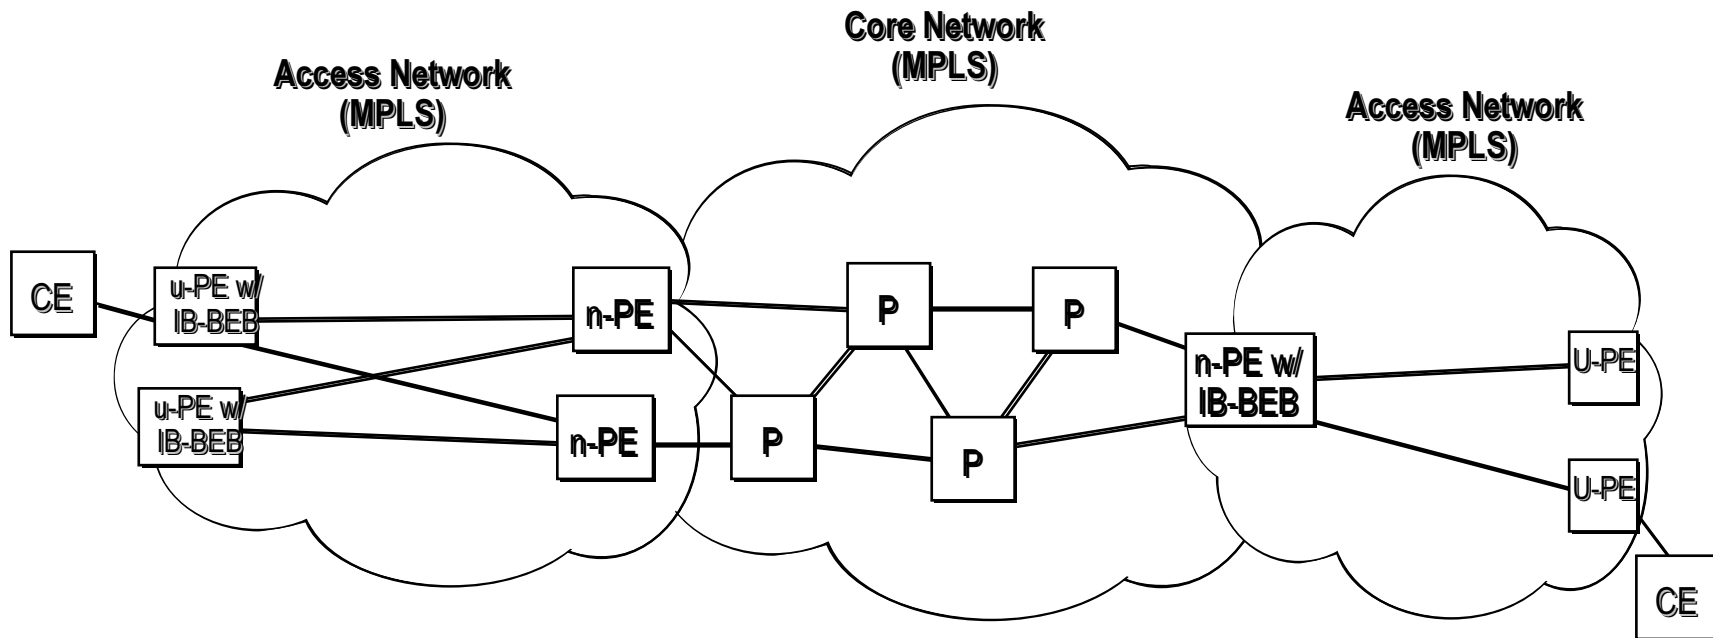 Core Network
(MPLS)
Access Network
(MPLS)
Access Network
(MPLS)
CE
u-PE w/
IB-BEB
n-PE
P
P
n-PE w/
IB-BEB
U-PE
u-PE w/
IB-BEB
n-PE
P
P
U-PE
CE